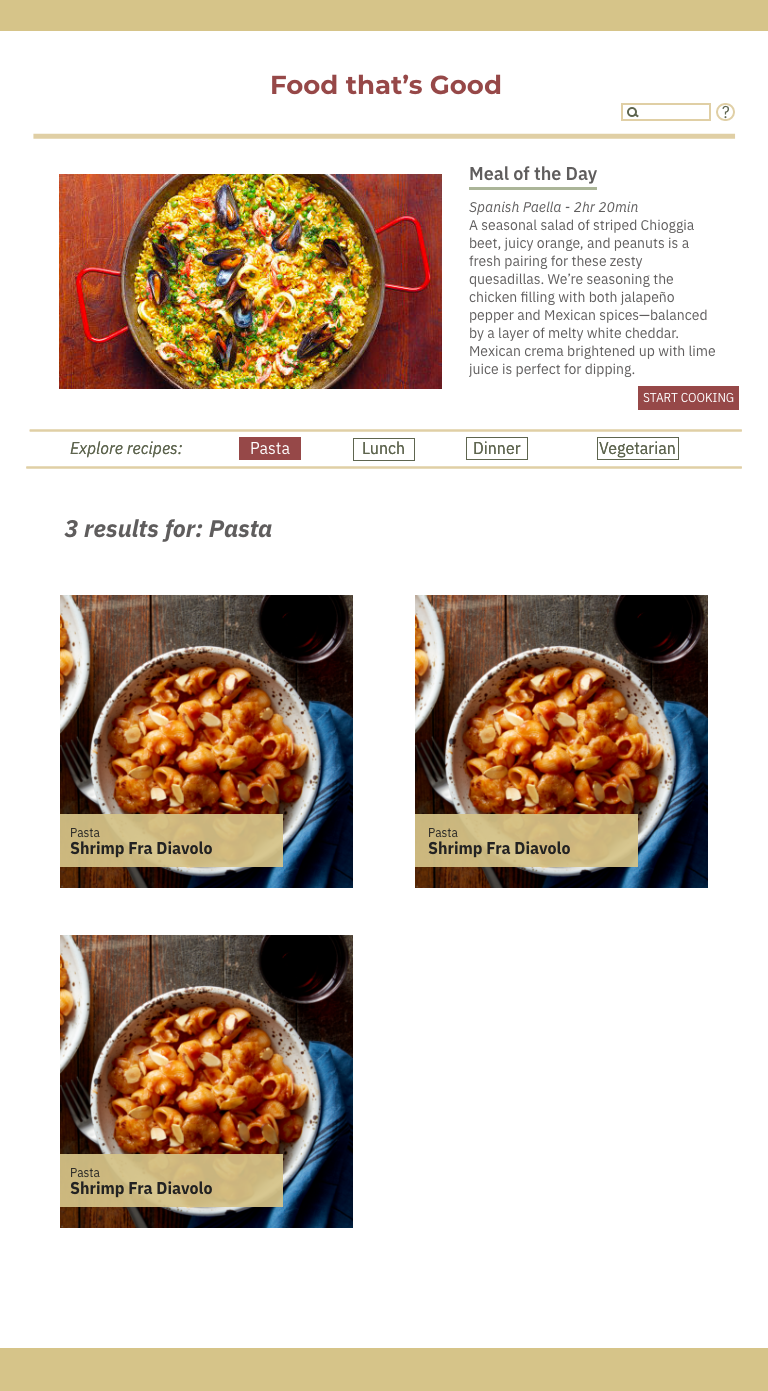 Food that's Good
?
Meal of the Day
Spanish Paella - 2hr 20min
A seasonal salad of striped Chioggia
beet, juicy orange, and peanuts is a
fresh pairing for these zesty
quesadillas. We're seasoning the
chicken filling with both jalapeño
pepper and Mexican spices—balanced
by a layer of melty white cheddar.
Mexican crema brightened up with lime
juice is perfect for dipping.
START COOKING
Explore recipes: Pasta Lunch Dinner Vegetarian
3 results for: Pasta
Pasta
Shrimp Fra Diavolo
Pasta
Shrimp Fra Diavolo
Pasta
Shrimp Fra Diavolo